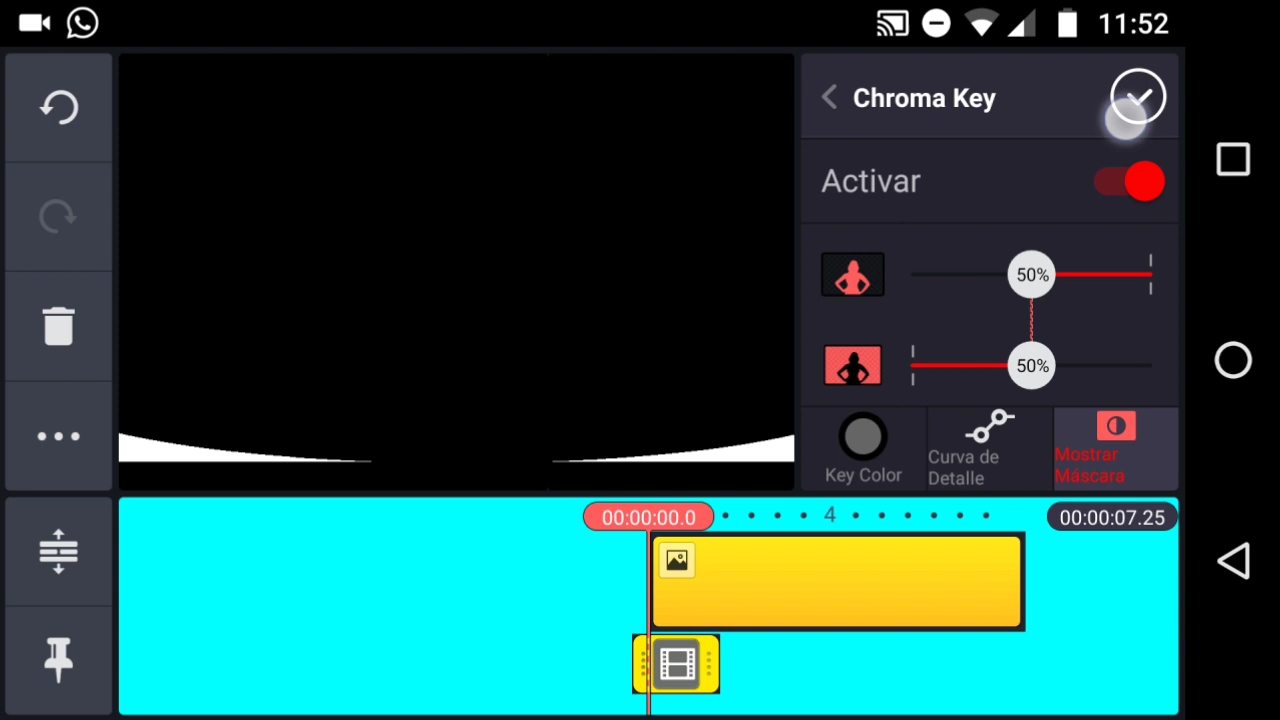 11:52
Chroma Key
Activar
50%
50%
Key Color
Curva de
Detalle
Mostrar
Máscara
00:00:00.0
4
00:00:07.25